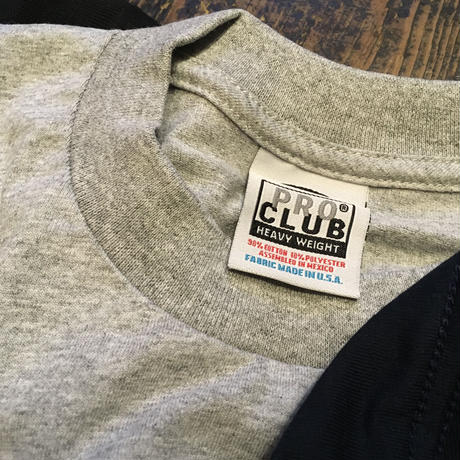 PRO®
CLUB
HEAVY WEIGHT
90% COTTON 10% POLYESTER
ASSEMBLED IN MEXICO
FABRIC MADE IN U.S.A.